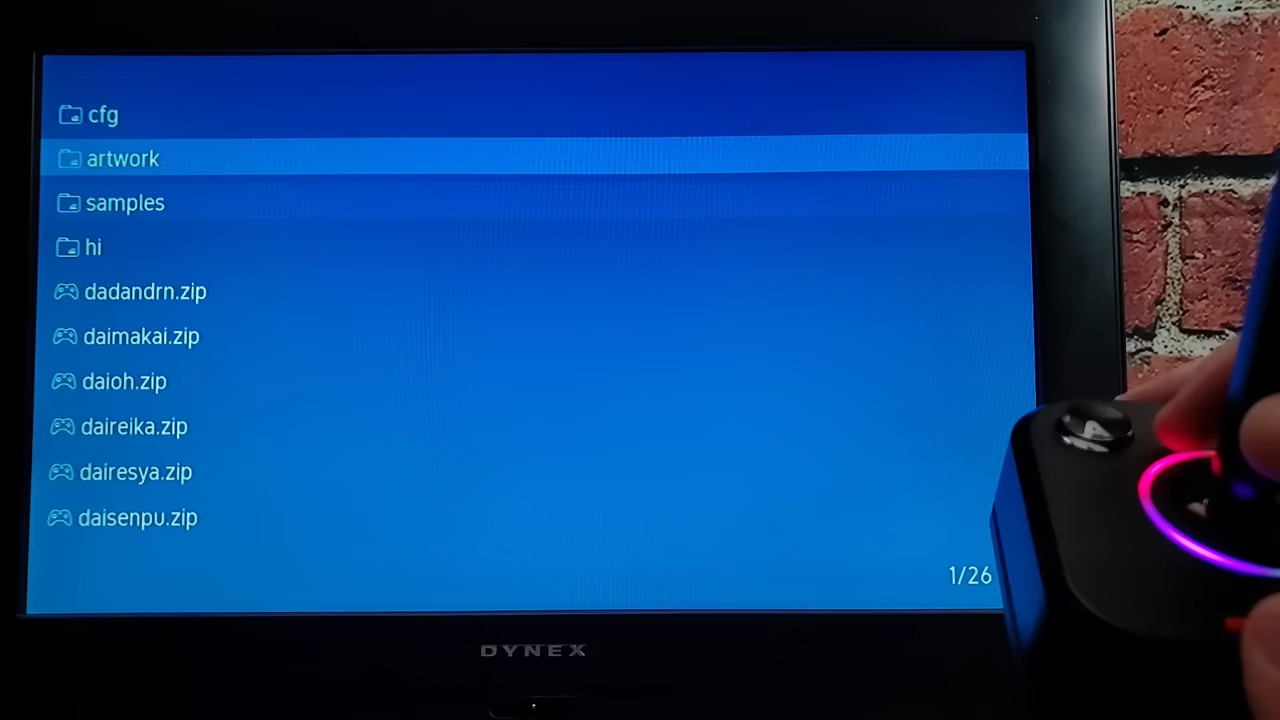 cfg
artwork
samples
hi
dadandrn.zip
daimakai.zip
daioh.zip
daireika.zip
dairesya.zip
daisenpu.zip
1/26
DYNEX